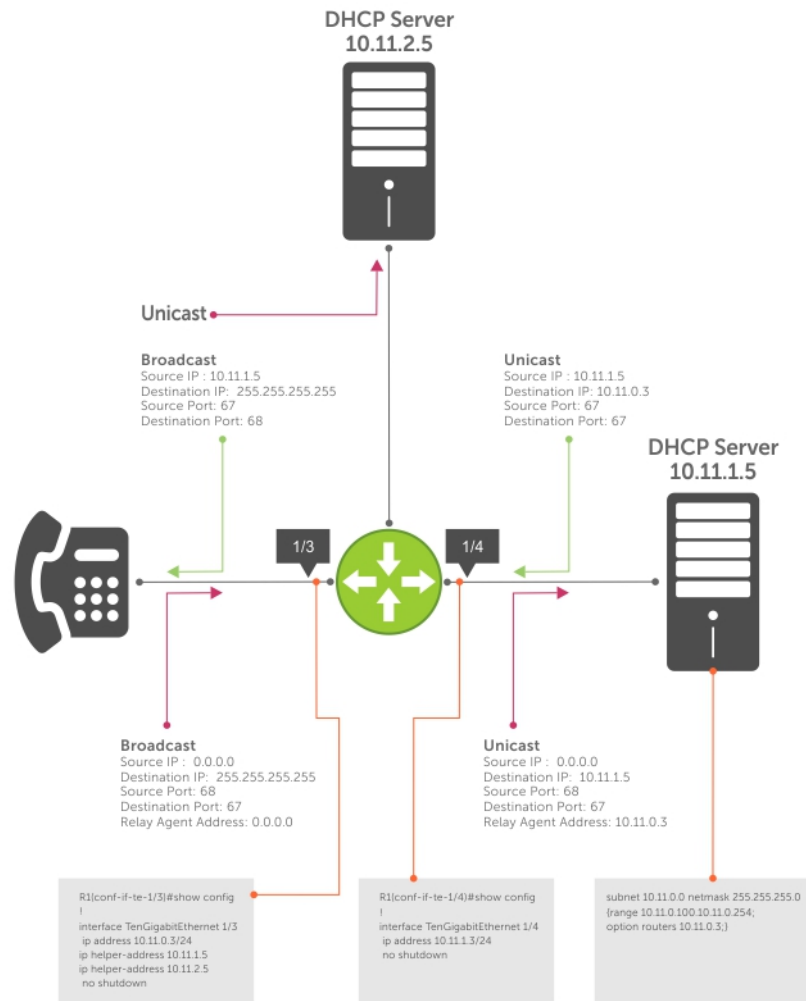 DHCP Server
10.11.2.5
Unicast
Broadcast
Source IP : 10.11.1.5
Destination IP: 255.255.255.255
Source Port: 67
Destination Port: 68
Unicast
Source IP : 10.11.1.5
Destination IP: 10.11.0.3
Source Port: 67
Destination Port: 67
DHCP Server
10.11.1.5
1/3
1/4
Broadcast
Source IP : 0.0.0.0
Destination IP: 255.255.255.255
Source Port: 68
Destination Port: 67
Relay Agent Address: 0.0.0.0
Unicast
Source IP : 0.0.0.0
Destination IP: 10.11.1.5
Source Port: 68
Destination Port: 67
Relay Agent Address: 10.11.0.3
R1(conf-if-te-1/3)#show config
!
interface TenGigabitEthernet 1/3
ip address 10.11.0.3/24
ip helper-address 10.11.1.5
ip helper-address 10.11.2.5
no shutdown
R1(conf-if-te-1/4)#show config
!
interface TenGigabitEthernet 1/4
ip address 10.11.1.3/24
no shutdown
subnet 10.11.0.0 netmask 255.255.255.0
{range 10.11.0.100.10.11.0.254;
option routers 10.11.0.3;}